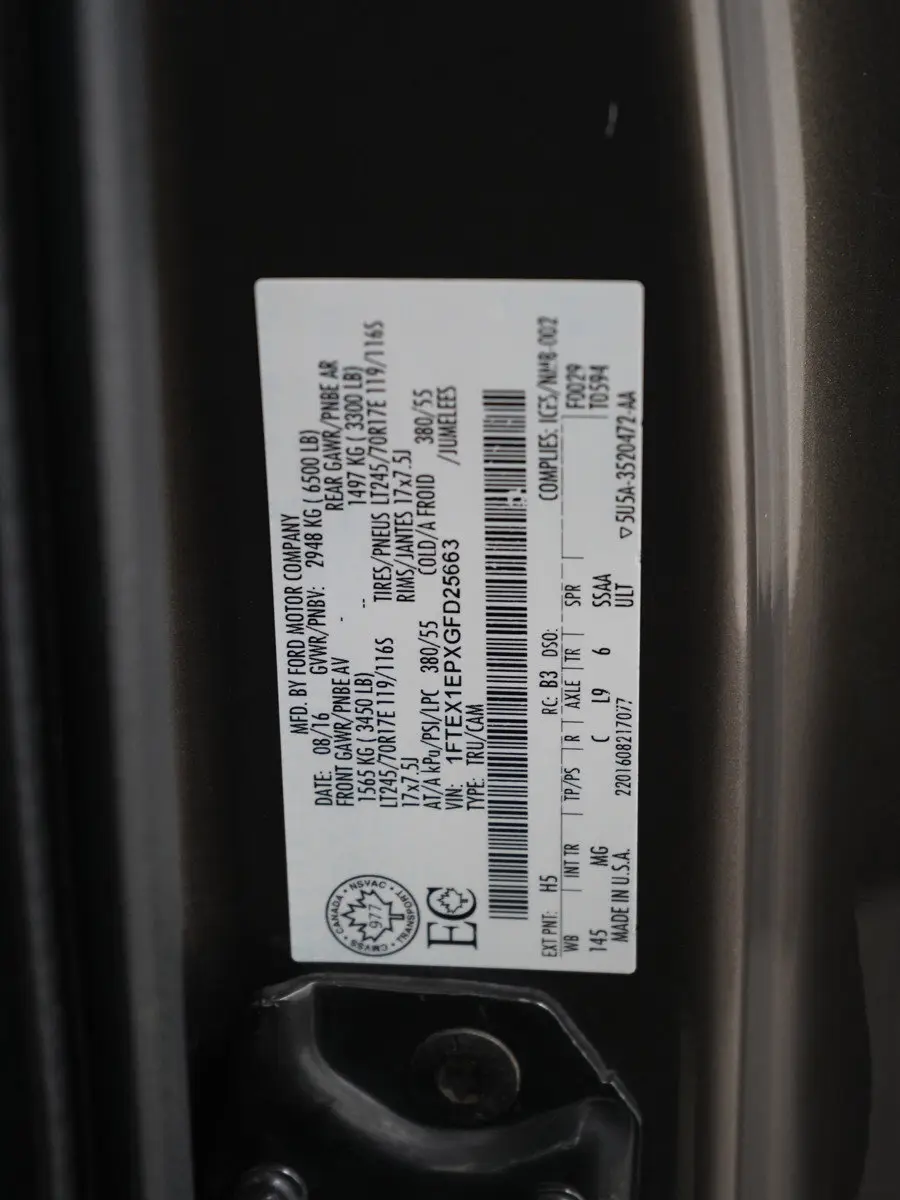 MFD. BY FORD MOTOR COMPANY
DATE: 08/16 GVWR/PNBV: 2948 KG ( 6500 LB)
FRONT GAWR/PNBE AV - REAR GAWR/PNBE AR
1565 KG ( 3450 LB) -- 1497 KG ( 3300 LB)
LT245/70R17E 119/116S TIRES/PNEUS LT245/70R17E 119/116S
17x7.5J RIMS/JANTES 17x7.5J
AT/A kPa/PSI/LPC 380/55 COLD/A FROID 380/55
VIN: 1FTEX1EPXGFD25663 /JUMELEES
TYPE: TRU/CAM
CANADA • NSVAC • TRANSPORT • CMVSS
977
EC
EXT PNT: H5 RC: B3 DSO: COMPLIES: ICES/NMB-002
WB INT TR TP/PS R AXLE TR SPR F0029
T0594
145 MG C L9 6 SSAA
MADE IN U.S.A. 220160821707 ULT ▽5U5A-3520472-AA